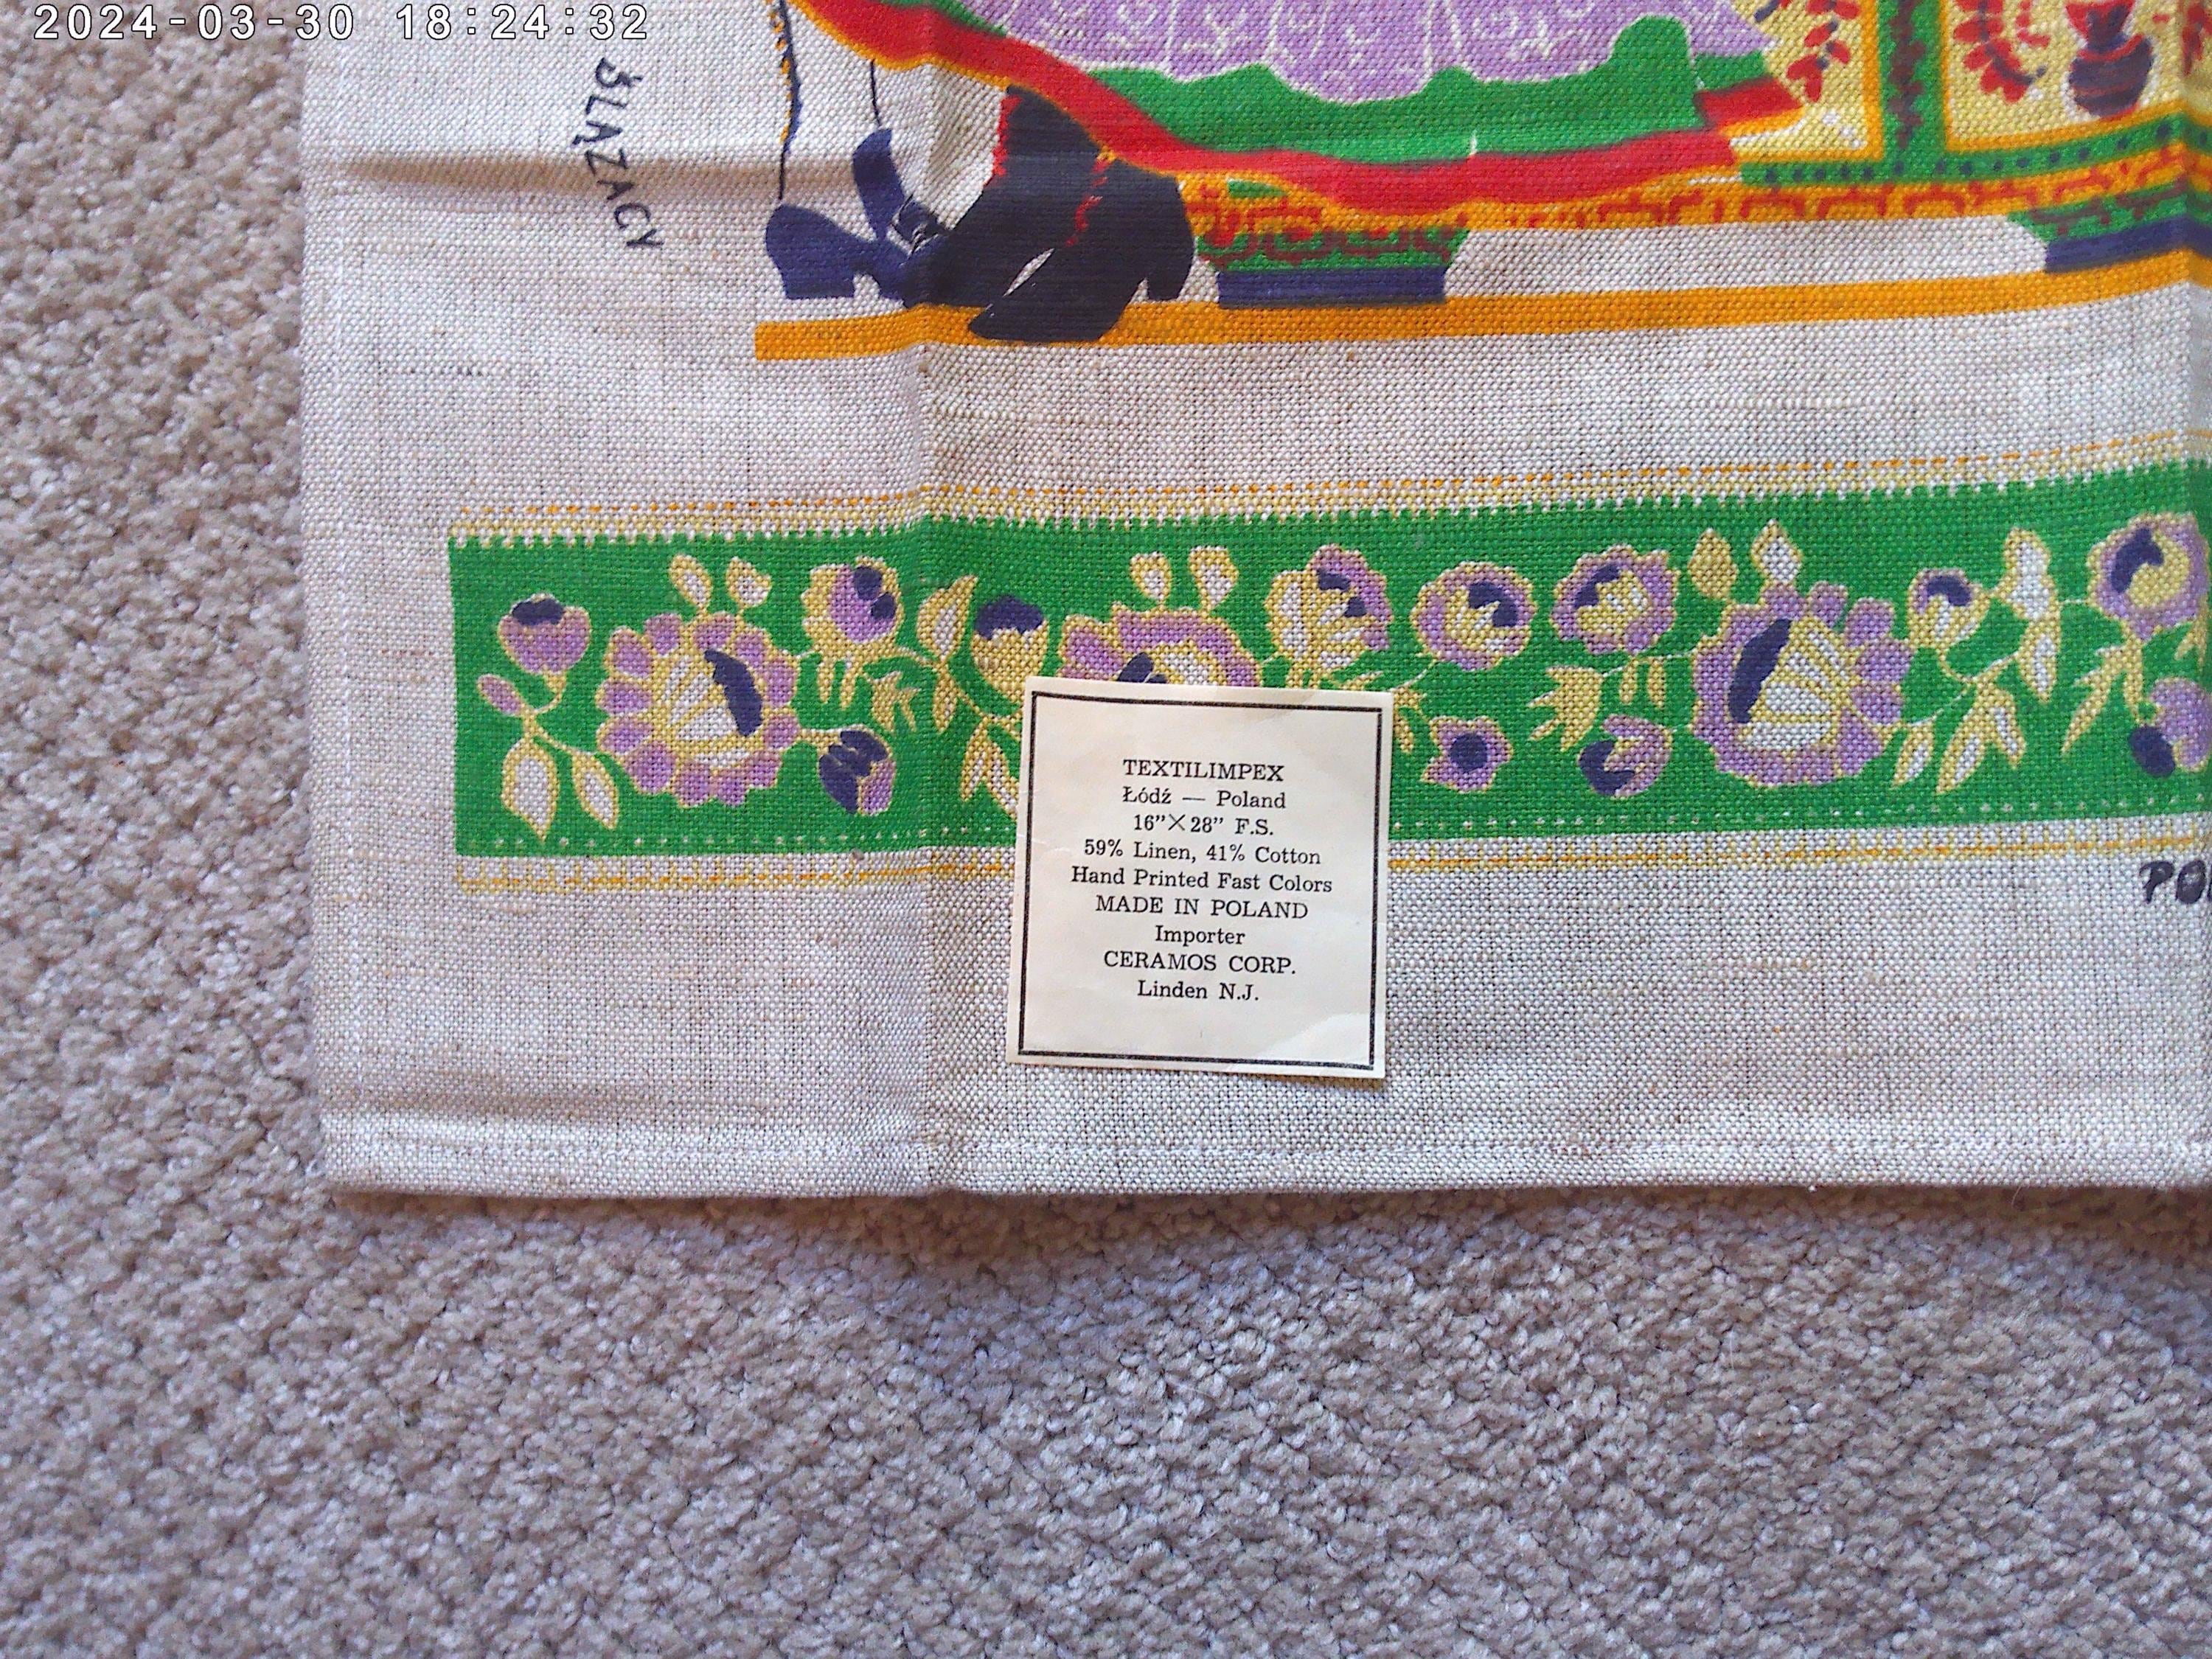 2024-03-30 18:24:32
BLĄZACY
TEXTILIMPEX
Łódź — Poland
16”×28” F.S.
59% Linen, 41% Cotton
Hand Printed Fast Colors
MADE IN POLAND
Importer
CERAMOS CORP.
Linden N.J.